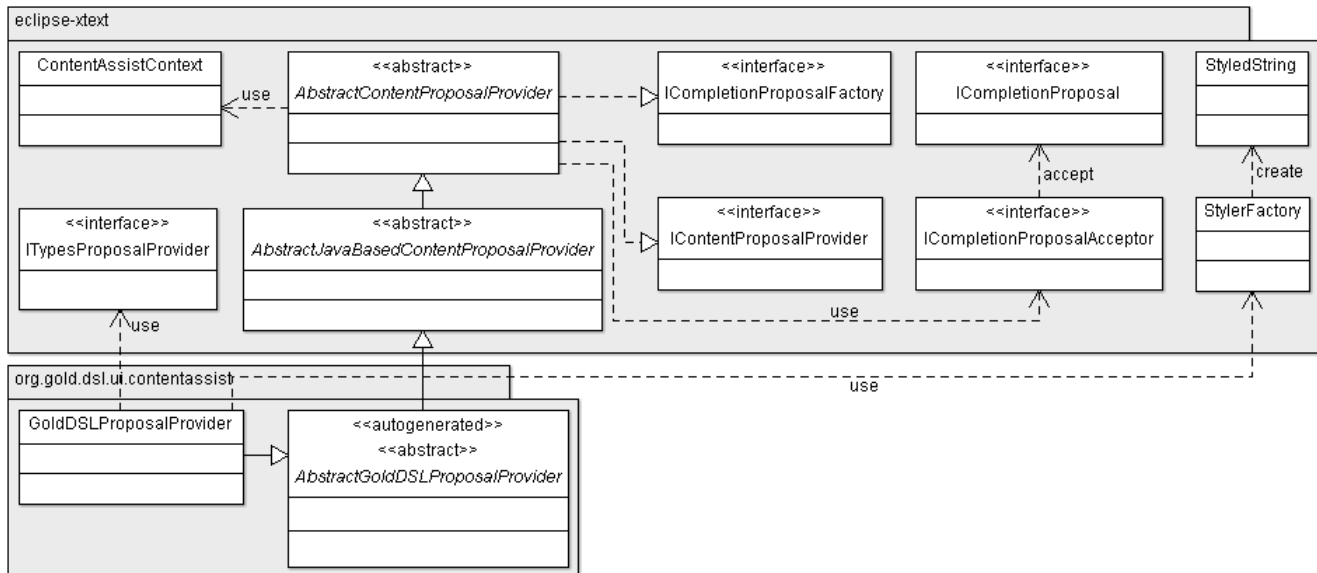 eclipse-xtext
ContentAssistContext
<<abstract>>
AbstractContentProposalProvider
<<interface>>
ICompletionProposalFactory
<<interface>>
ICompletionProposal
StyledString
use
accept
create
<<interface>>
ITypesProposalProvider
<<abstract>>
AbstractJavaBasedContentProposalProvider
<<interface>>
IContentProposalProvider
<<interface>>
ICompletionProposalAcceptor
StylerFactory
use
use
org.gold.dsl.ui.contentassist
use
GoldDSLProposalProvider
<<autogenerated>>
<<abstract>>
AbstractGoldDSLProposalProvider